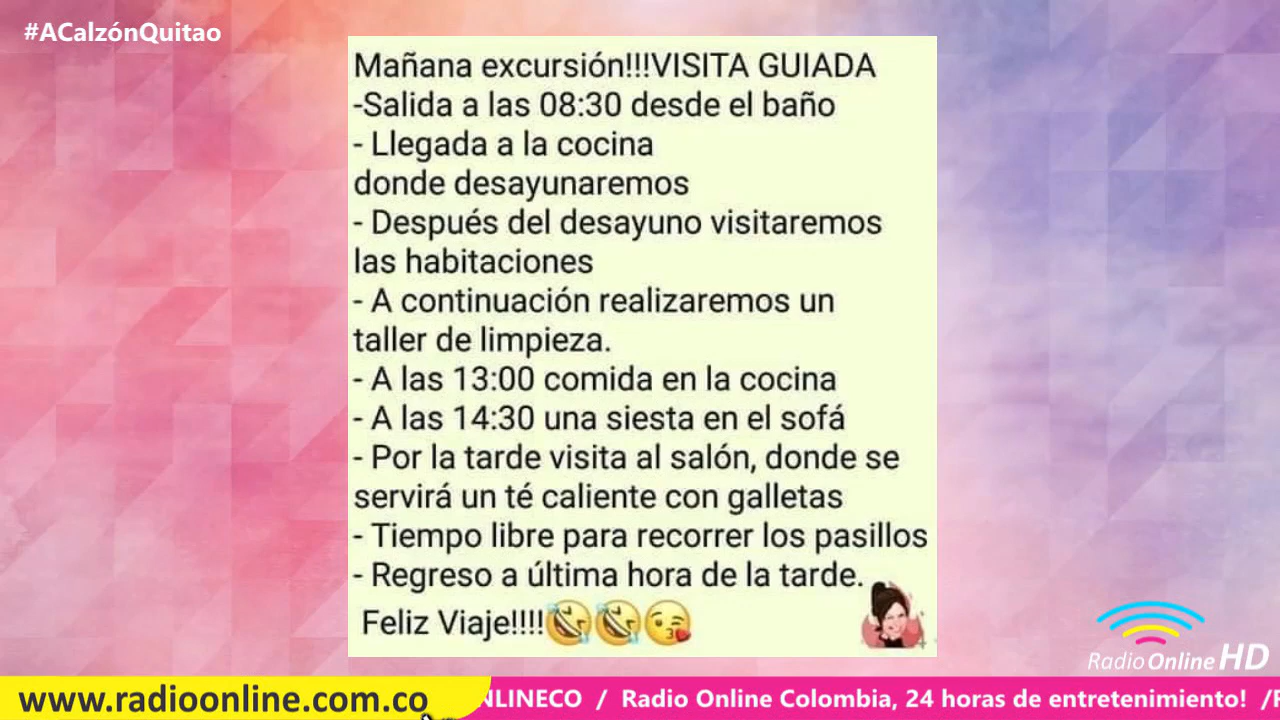 #ACalzónQuitao
Mañana excursión!!!VISITA GUIADA
-Salida a las 08:30 desde el baño
- Llegada a la cocina
donde desayunaremos
- Después del desayuno visitaremos
las habitaciones
- A continuación realizaremos un
taller de limpieza.
- A las 13:00 comida en la cocina
- A las 14:30 una siesta en el sofá
- Por la tarde visita al salón, donde se
servirá un té caliente con galletas
- Tiempo libre para recorrer los pasillos
- Regreso a última hora de la tarde.
Feliz Viaje!!!!🤣🤣😘
Radio Online HD
www.radioonline.com.co
NLINECO / Radio Online Colombia, 24 horas de entretenimiento! /